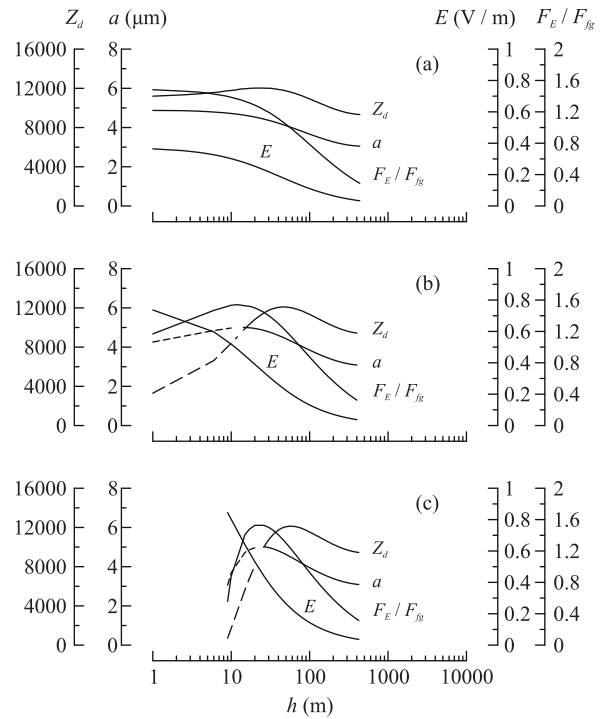 Z_d a (μm) E (V / m) F_E / F_fg
16000 8 (a) 1 2
12000 6 0.8 1.6
8000 4 0.6 1.2
4000 2 0.4 0.8
0 0 0.2 0.4
0 0
Z_d
a
E
F_E / F_fg
16000 8 (b) 1 2
12000 6 0.8 1.6
8000 4 0.6 1.2
4000 2 0.4 0.8
0 0 0.2 0.4
0 0
Z_d
a
E
F_E / F_fg
16000 8 (c) 1 2
12000 6 0.8 1.6
8000 4 0.6 1.2
4000 2 0.4 0.8
0 0 0.2 0.4
0 0
Z_d
a
E
F_E / F_fg
1 10 100 1000 10000
h (m)